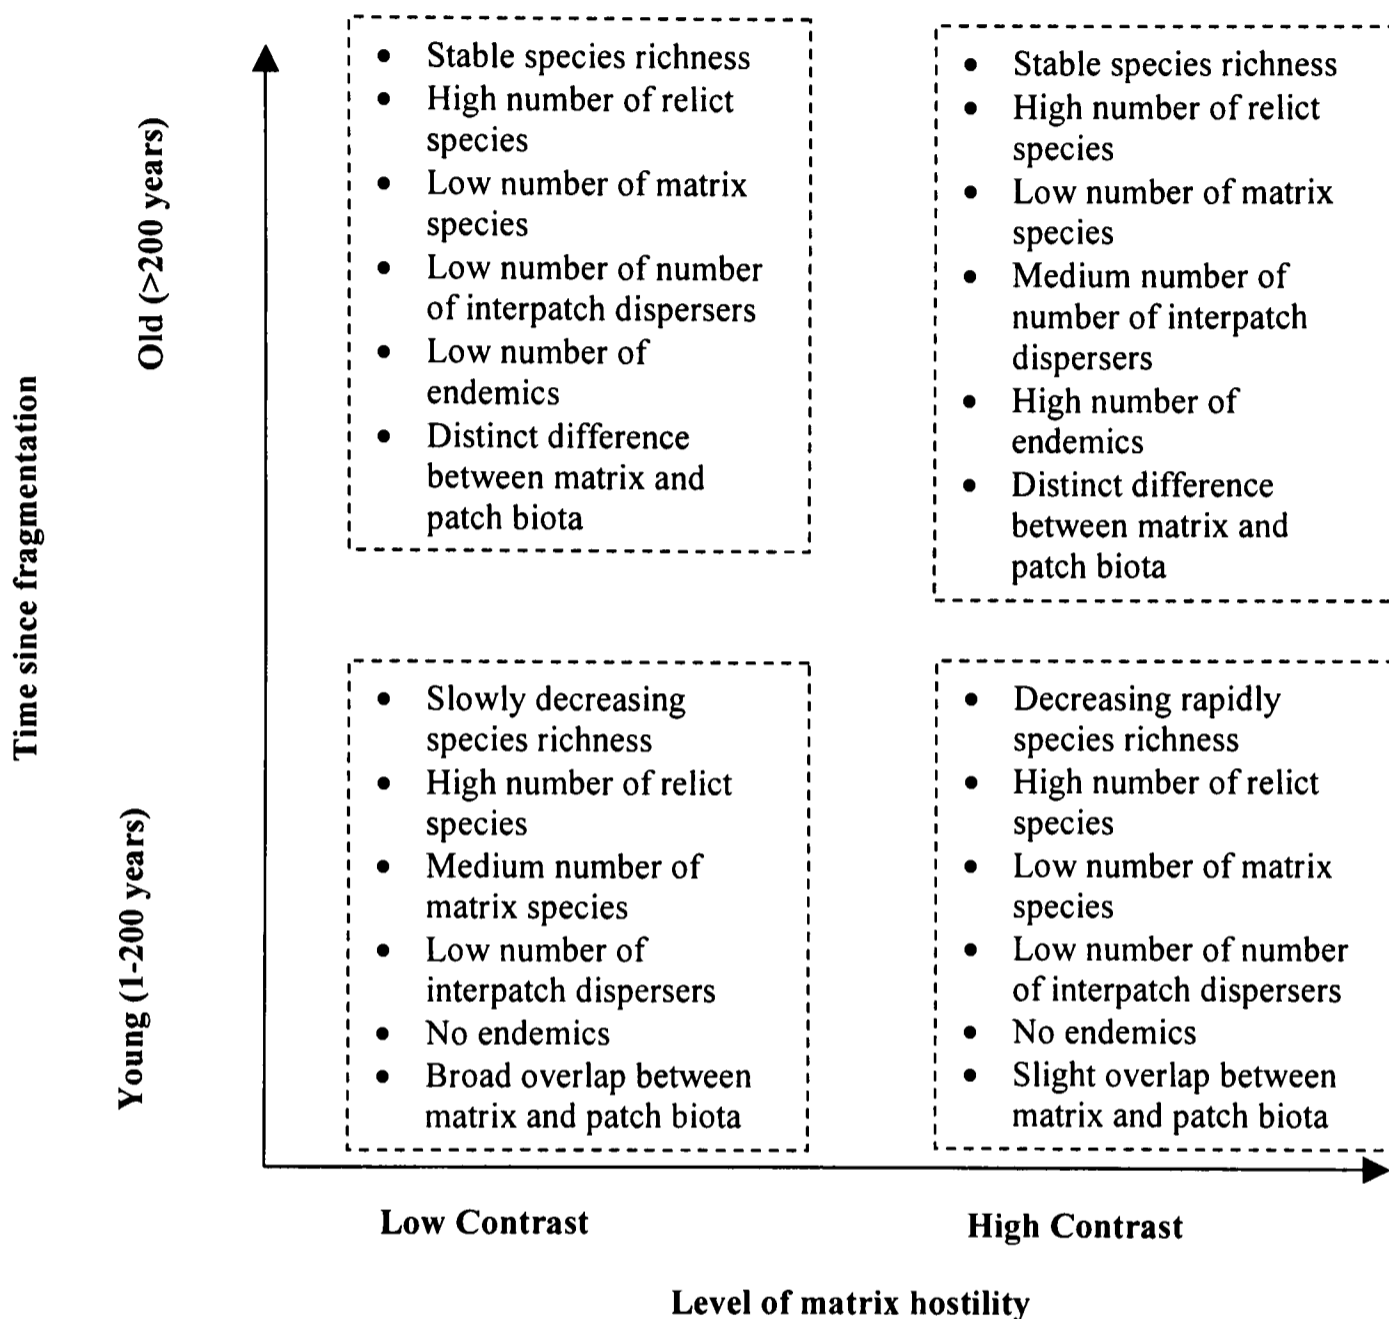 • Stable species richness
• High number of relict
species
• Low number of matrix
species
• Low number of number
of interpatch dispersers
• Low number of
endemics
• Distinct difference
between matrix and
patch biota
• Stable species richness
• High number of relict
species
• Low number of matrix
species
• Medium number of
number of interpatch
dispersers
• High number of
endemics
• Distinct difference
between matrix and
patch biota
Old (>200 years)
Time since fragmentation
Young (1-200 years)
• Slowly decreasing
species richness
• High number of relict
species
• Medium number of
matrix species
• Low number of
interpatch dispersers
• No endemics
• Broad overlap between
matrix and patch biota
• Decreasing rapidly
species richness
• High number of relict
species
• Low number of matrix
species
• Low number of number
of interpatch dispersers
• No endemics
• Slight overlap between
matrix and patch biota
Low Contrast
High Contrast
Level of matrix hostility